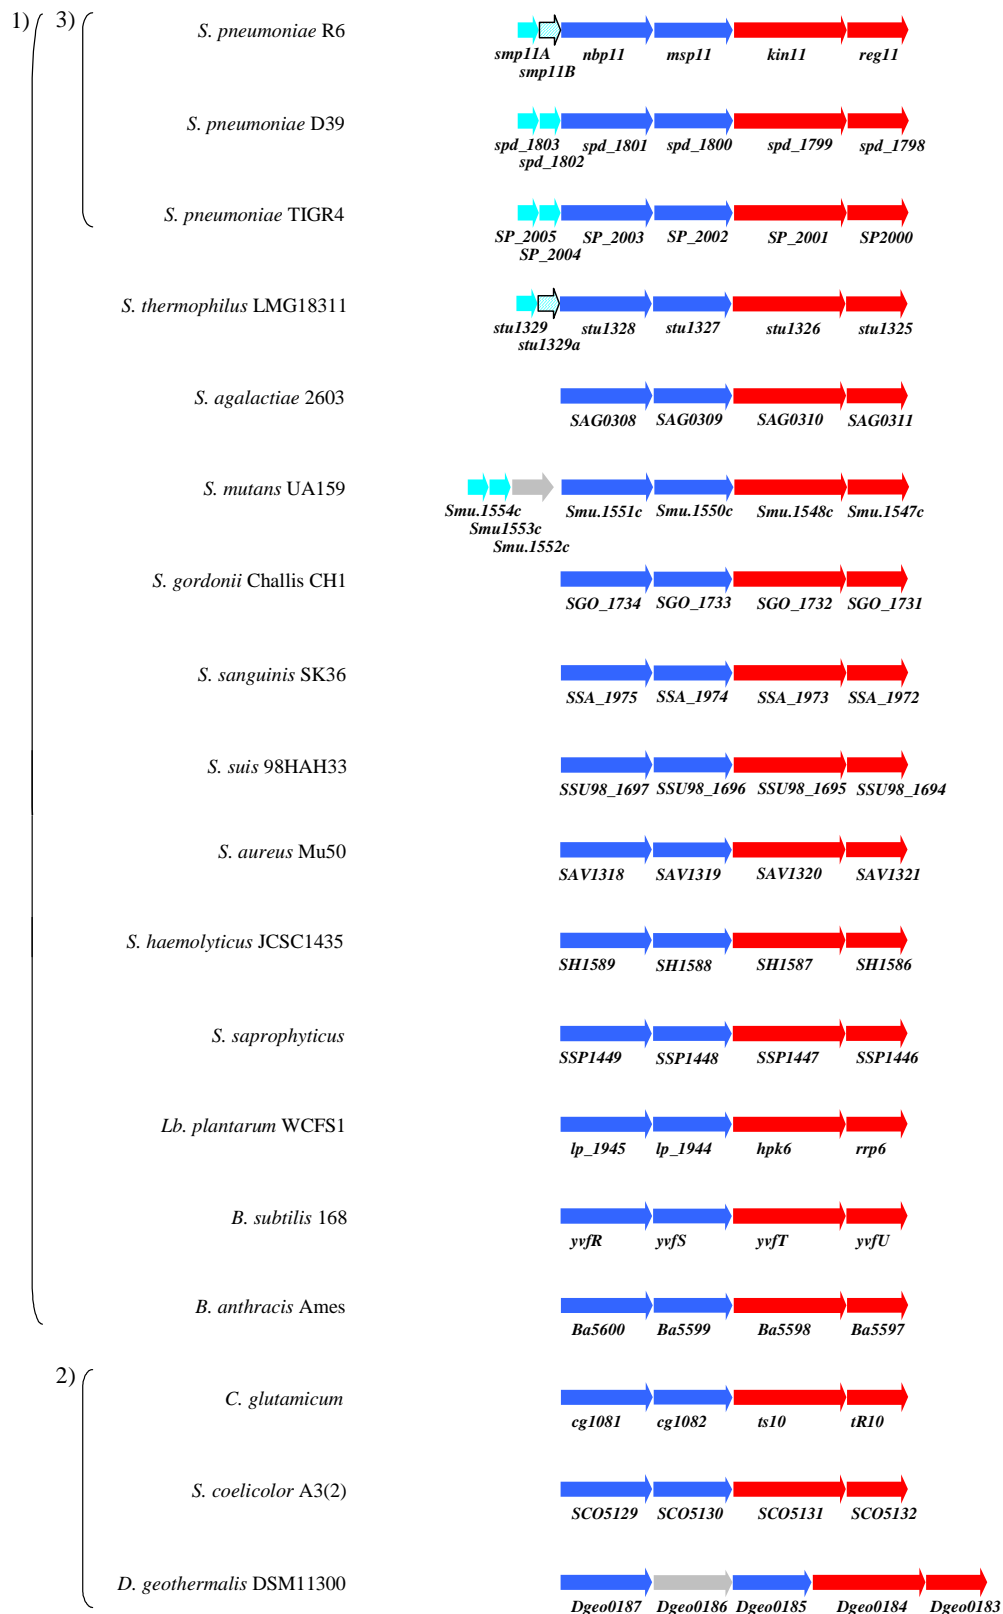 1) 3) S. pneumoniae R6
smp11A nbp11 msp11 kin11 reg11
smp11B
S. pneumoniae D39
spd_1803 spd_1801 spd_1800 spd_1799 spd_1798
spd_1802
S. pneumoniae TIGR4
SP_2005 SP_2003 SP_2002 SP_2001 SP2000
SP_2004
S. thermophilus LMG18311
stu1329 stu1328 stu1327 stu1326 stu1325
stu1329a
S. agalactiae 2603
SAG0308 SAG0309 SAG0310 SAG0311
S. mutans UA159
Smu.1554c Smu.1551c Smu.1550c Smu.1548c Smu.1547c
Smu1553c
Smu.1552c
S. gordonii Challis CH1
SGO_1734 SGO_1733 SGO_1732 SGO_1731
S. sanguinis SK36
SSA_1975 SSA_1974 SSA_1973 SSA_1972
S. suis 98HAH33
SSU98_1697 SSU98_1696 SSU98_1695 SSU98_1694
S. aureus Mu50
SAV1318 SAV1319 SAV1320 SAV1321
S. haemolyticus JCSC1435
SH1589 SH1588 SH1587 SH1586
S. saprophyticus
SSP1449 SSP1448 SSP1447 SSP1446
Lb. plantarum WCFS1
lp_1945 lp_1944 hpk6 rrp6
B. subtilis 168
yvfR yvfS yvfT yvfU
B. anthracis Ames
Ba5600 Ba5599 Ba5598 Ba5597
2)
C. glutamicum
cg1081 cg1082 ts10 tR10
S. coelicolor A3(2)
SCO5129 SCO5130 SCO5131 SCO5132
D. geothermalis DSM11300
Dgeo0187 Dgeo0186 Dgeo0185 Dgeo0184 Dgeo0183